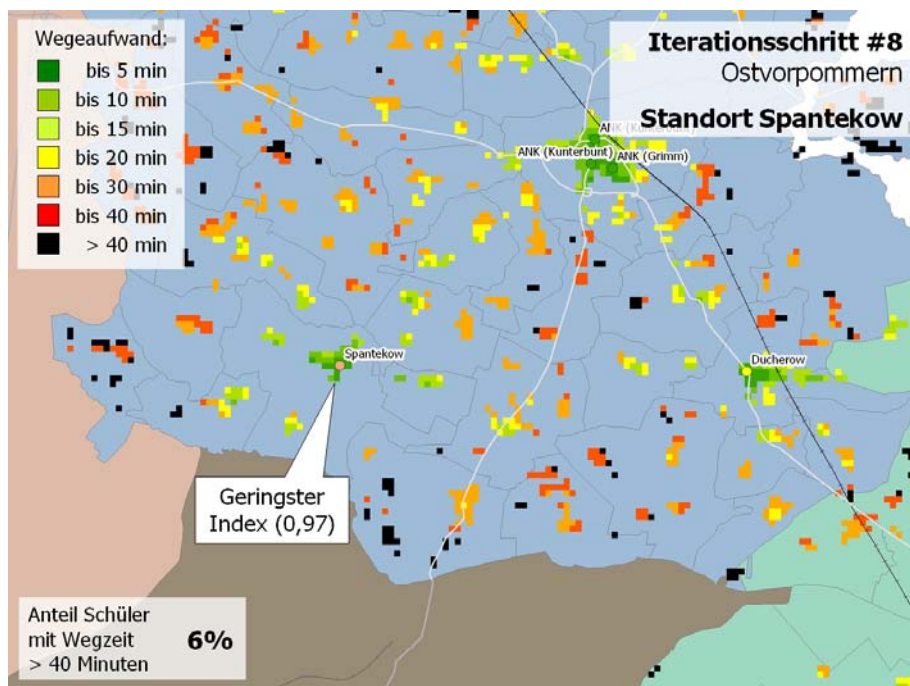 Wegeaufwand:
bis 5 min
bis 10 min
bis 15 min
bis 20 min
bis 30 min
bis 40 min
> 40 min
Iterationsschritt #8
Ostvorpommern
Standort Spantekow
ANK (Kunterbunt)
ANK (Kunterbunt)
ANK (Grimm)
Spantekow
Ducherow
Geringster
Index (0,97)
Anteil Schüler
mit Wegzeit
> 40 Minuten
6%